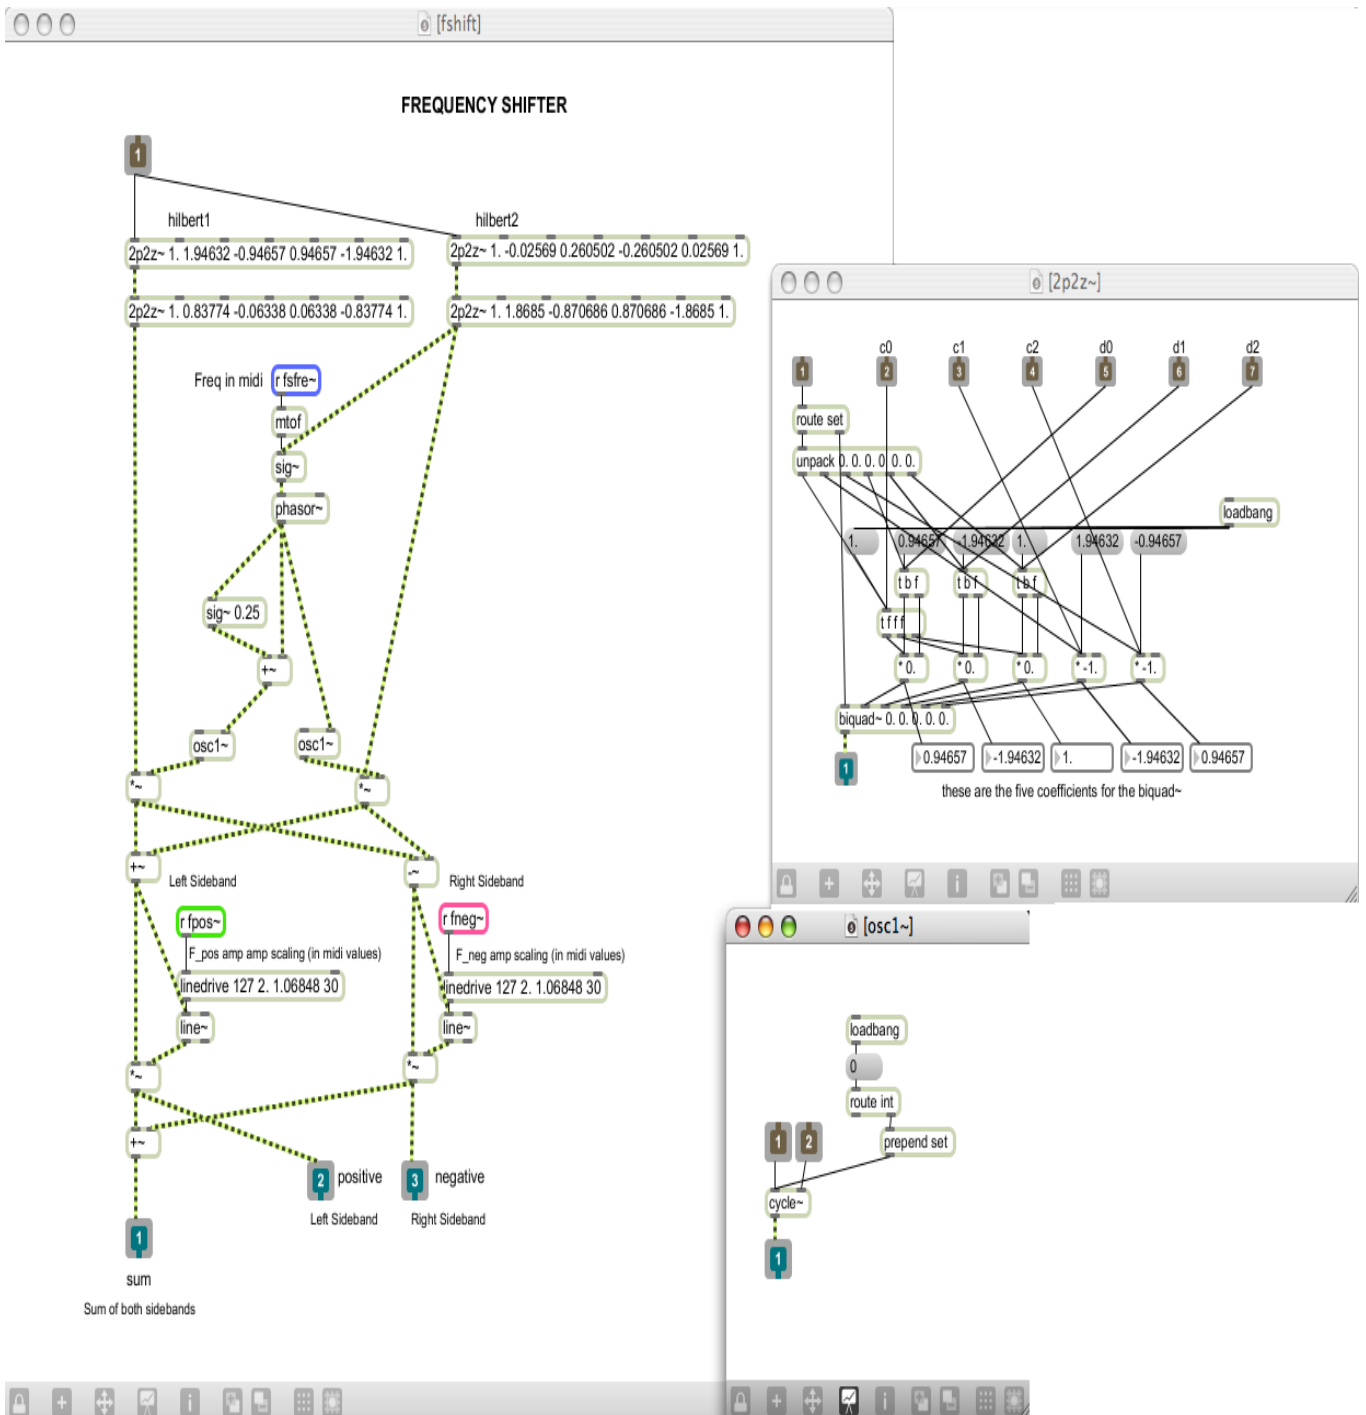 [fshift]
FREQUENCY SHIFTER
1
hilbert1
hilbert2
2p2z~ 1. 1.94632 -0.94657 0.94657 -1.94632 1.
2p2z~ 1. -0.02569 0.260502 -0.260502 0.02569 1.
2p2z~ 1. 0.83774 -0.06338 0.06338 -0.83774 1.
2p2z~ 1. 1.8685 -0.870686 0.870686 -1.8685 1.
Freq in midi
r fsfre~
mtof
sig~
phasor~
sig~ 0.25
+~
osc1~
osc1~
*~
*~
+~
-~
Left Sideband
Right Sideband
r fpos~
r fneg~
F_pos amp amp scaling (in midi values)
F_neg amp scaling (in midi values)
linedrive 127 2. 1.06848 30
linedrive 127 2. 1.06848 30
line~
line~
*~
*~
+~
2
positive
3
negative
Left Sideband
Right Sideband
1
sum
Sum of both sidebands
[2p2z~]
c0
c1
c2
d0
d1
d2
1
2
3
4
5
6
7
route set
unpack 0. 0. 0. 0. 0. 0.
loadbang
1.
0.94657
-1.94632
1.
1.94632
-0.94657
t b f
t b f
t b f
t f f f
* 0.
* 0.
* 0.
* -1.
* -1.
biquad~ 0. 0. 0. 0. 0.
1
0.94657
-1.94632
1.
-1.94632
0.94657
these are the five coefficients for the biquad~
[osc1~]
loadbang
0
route int
1
2
prepend set
cycle~
1